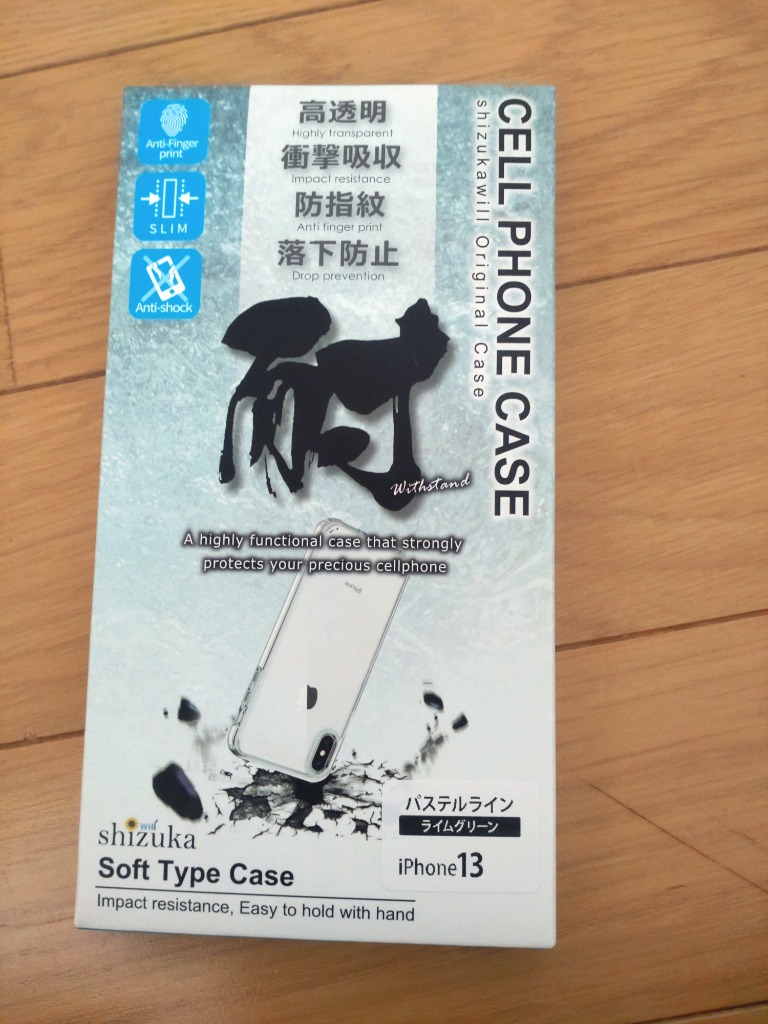 Anti-Finger
print
SLIM
Anti-shock
高透明
Highly transparent
衝撃吸収
Impact resistance
防指紋
Anti finger print
落下防止
Drop prevention
CELL PHONE CASE
shizukawill Original Case
耐
Withstand
A highly functional case that strongly
protects your precious cellphone
iPhone
will
shizuka
Soft Type Case
Impact resistance, Easy to hold with hand
パステルライン
ライムグリーン
iPhone13